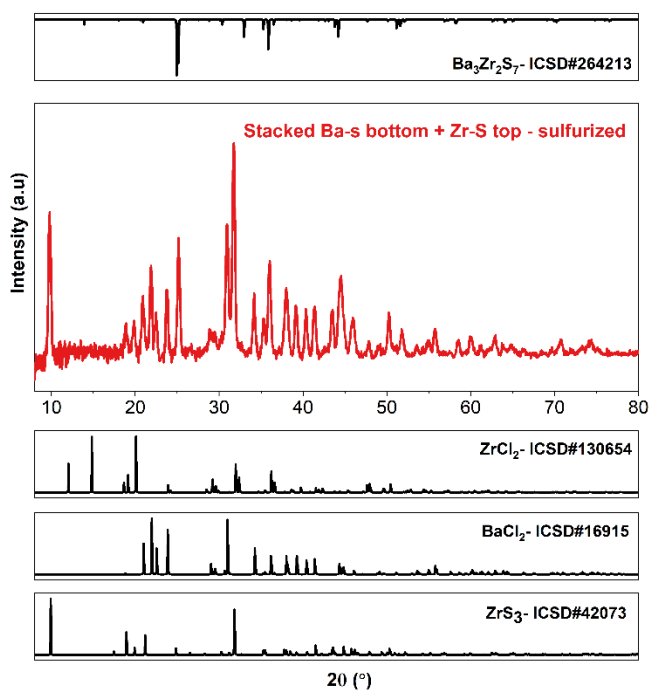 Ba₃Zr₂S₇- ICSD#264213
Stacked Ba-s bottom + Zr-S top - sulfurized
Intensity (a.u)
10 20 30 40 50 60 70 80
ZrCl₂- ICSD#130654
BaCl₂- ICSD#16915
ZrS₃- ICSD#42073
2θ (°)